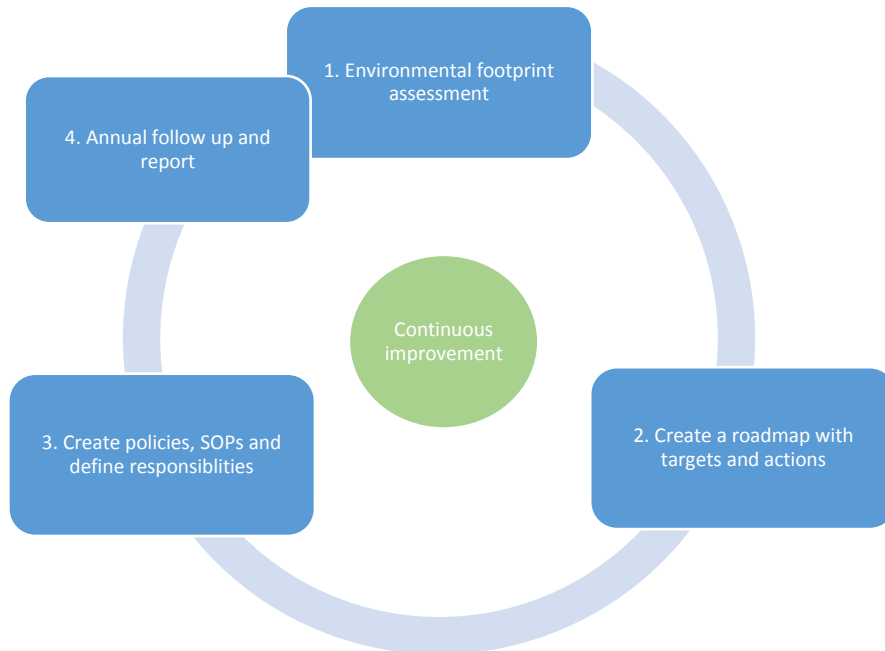 1. Environmental footprint
assessment
2. Create a roadmap with
targets and actions
3. Create policies, SOPs and
define responsiblities
4. Annual follow up and
report
Continuous
improvement